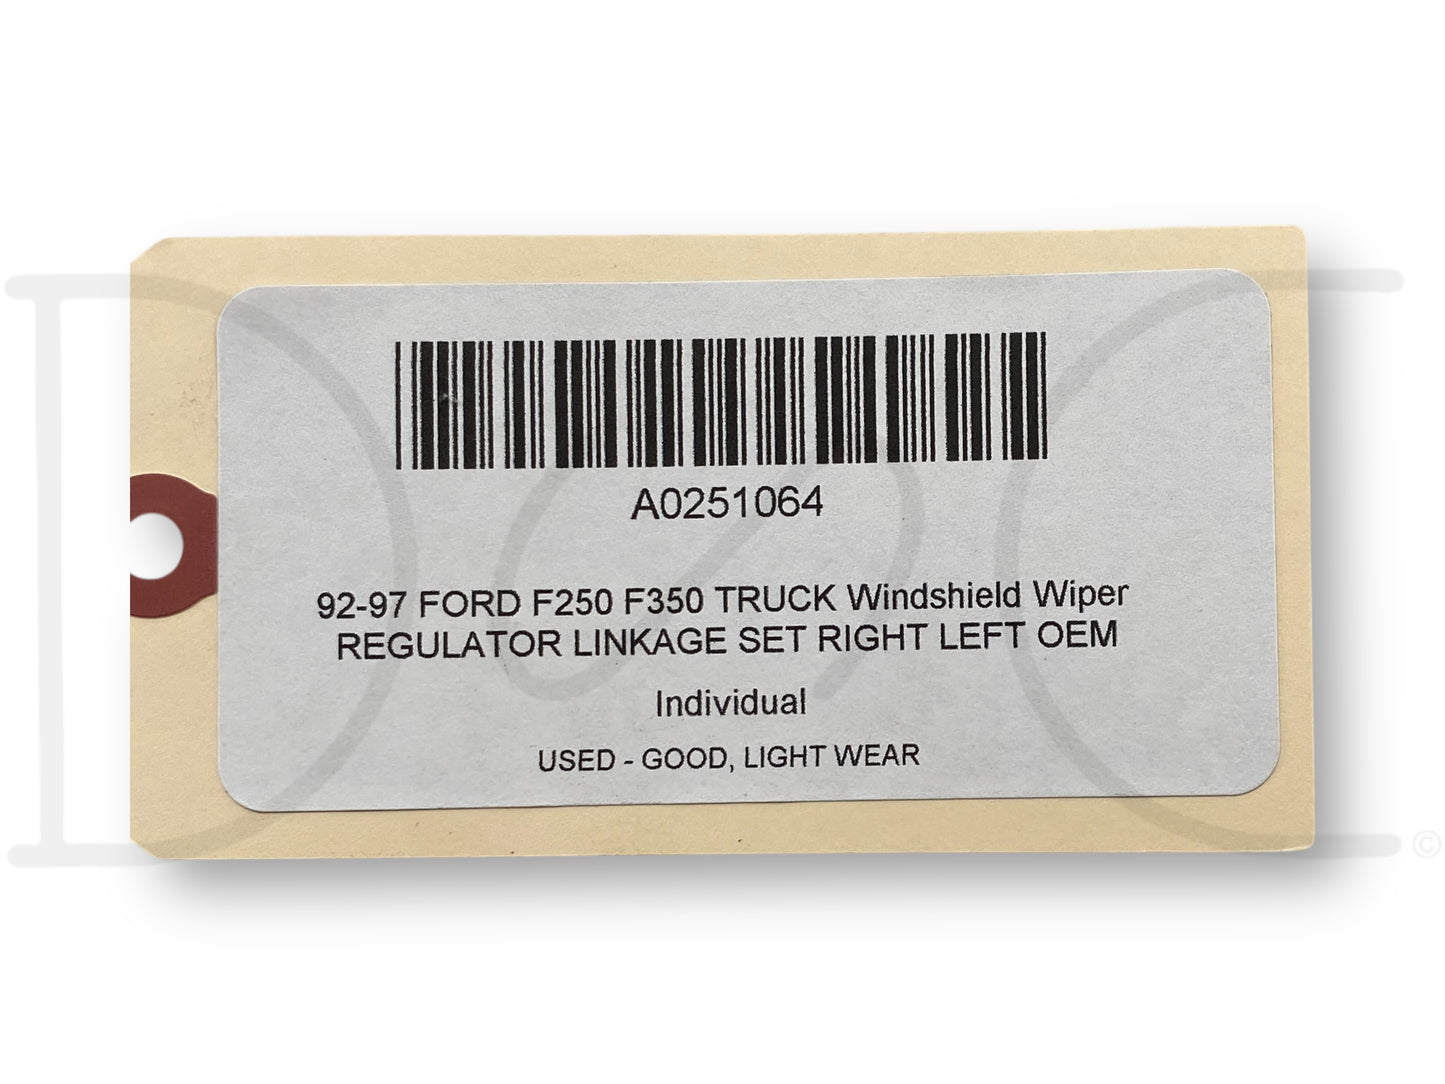 A0251064
92-97 FORD F250 F350 TRUCK Windshield Wiper
REGULATOR LINKAGE SET RIGHT LEFT OEM
Individual
USED - GOOD, LIGHT WEAR
©